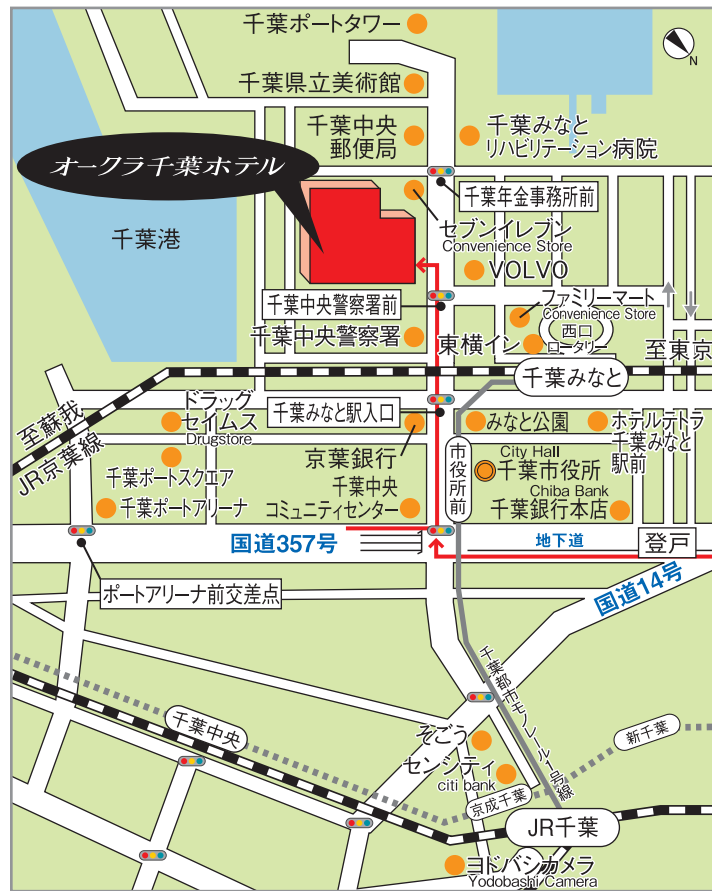 千葉ポートタワー
N
千葉県立美術館
千葉中央
郵便局
千葉みなと
リハビリテーション病院
オークラ千葉ホテル
千葉年金事務所前
千葉港
セブンイレブン
Convenience Store
VOLVO
千葉中央警察署前
ファミリーマート
Convenience Store
千葉中央警察署
東横イン
西口
ロータリー
至東京
千葉みなと
至蘇我
JR京葉線
ドラッグ
セイムス
Drugstore
千葉みなと駅入口
みなと公園
ホテルテトラ
千葉みなと
駅前
京葉銀行
市役所前
City Hall
千葉市役所
千葉ポートスクエア
千葉中央
コミュニティセンター
Chiba Bank
千葉銀行本店
千葉ポートアリーナ
国道357号
地下道
登戸
ポートアリーナ前交差点
国道14号
千葉都市モノレール1号線
千葉中央
そごう
センシティ
citi bank
新千葉
京成千葉
JR千葉
ヨドバシカメラ
Yodobashi Camera